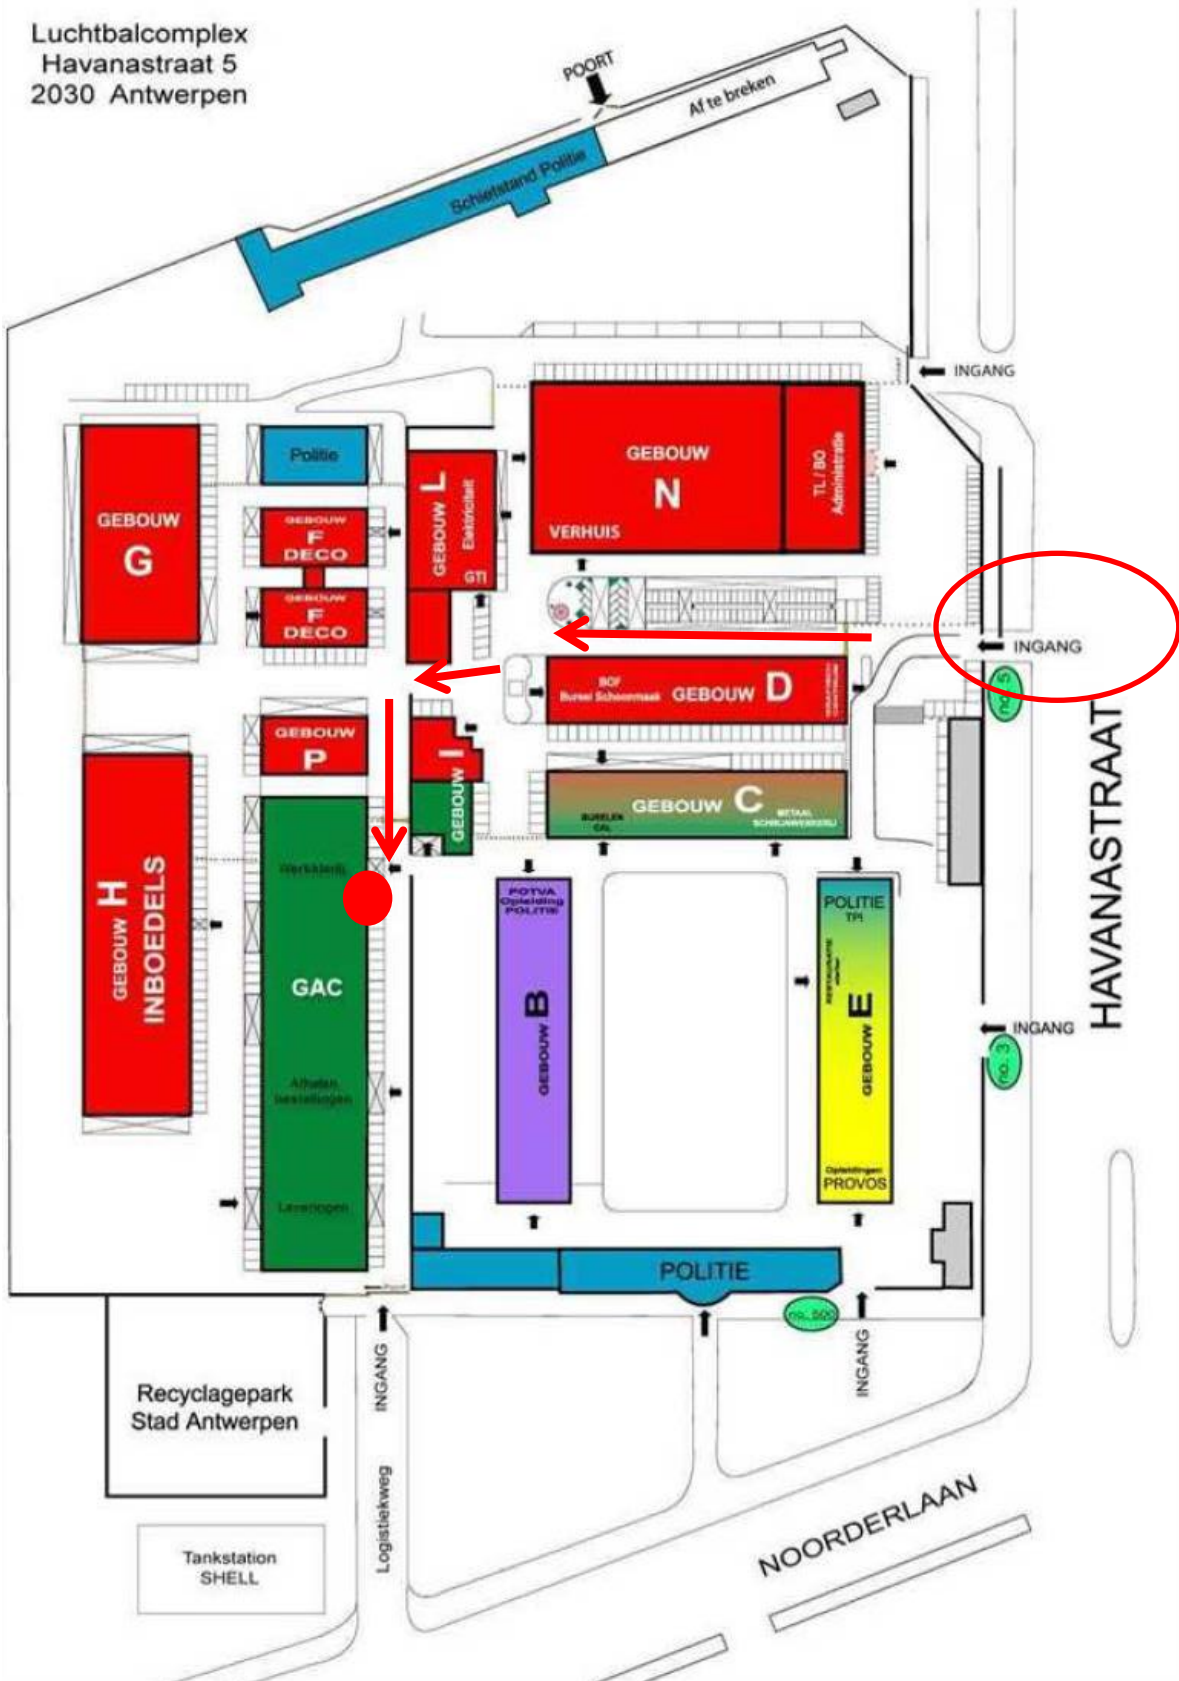 Luchtbalcomplex
Havanastraat 5
2030 Antwerpen
POORT
Af te breken
Schietstand Politie
INGANG
GEBOUW
N
VERHUIS
TL / BO
Administratie
GEBOUW
G
Politie
GEBOUW
F
DECO
GEBOUW
F
DECO
GEBOUW L
Elektriciteit
GTI
INGANG
no. 5
BOF
Bureel Schoonmaak
GEBOUW D
GEBOUW
P
GEBOUW I
GEBOUW C
BURELEN
METAAL
HAVANASTRAAT
GEBOUW H
INBOEDELS
Werkkledij
GAC
Afhalen
bestellingen
Leveringen
POTVA
Opleiding
POLITIE
GEBOUW B
POLITIE
TPI
GEBOUW E
Opleidingen
PROVOS
INGANG
no. 3
POLITIE
Poort
no. 500
INGANG
INGANG
Recyclagepark
Stad Antwerpen
Logistiekweg
Tankstation
SHELL
NOORDERLAAN